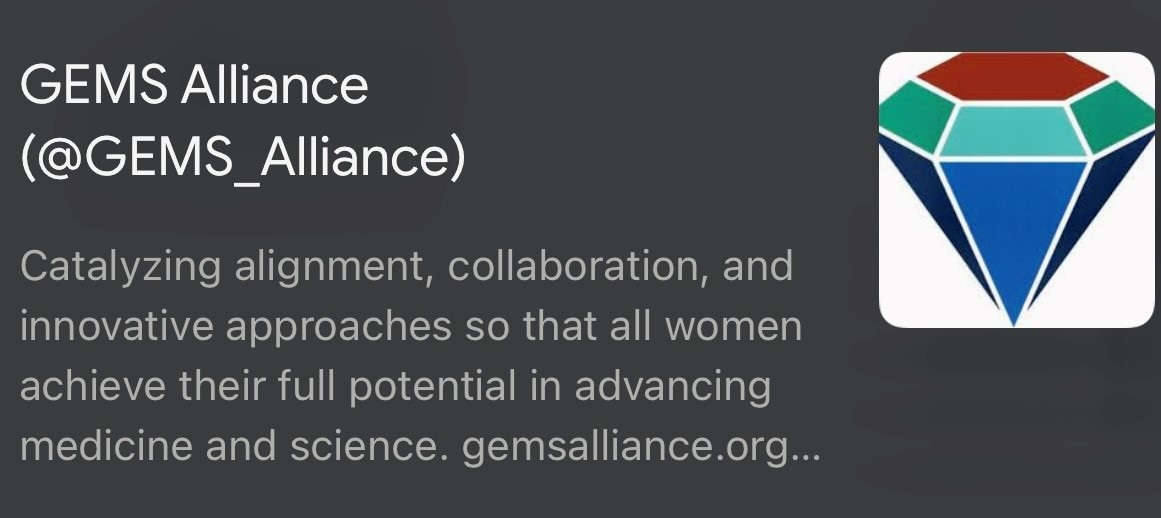 GEMS Alliance
(@GEMS_Alliance)
Catalyzing alignment, collaboration, and
innovative approaches so that all women
achieve their full potential in advancing
medicine and science. gemsalliance.org...